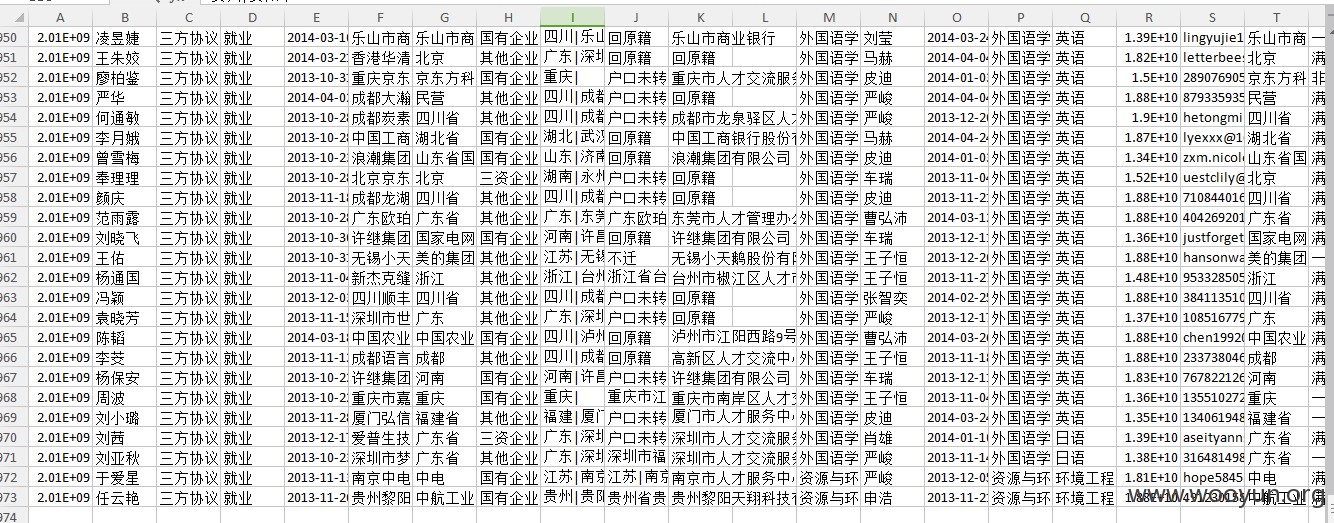 A B C D E F G H I J K L M N O P Q R S T
950 2.01E+09 凌昱婕 三方协议 就业 2014-03-1 乐山市商 乐山市商 国有企业 四川|乐山 回原籍 乐山市商业银行 外国语学 刘莹 2014-03-24 外国语学 英语 1.39E+10 lingyujie1 乐山市商 一
951 2.01E+09 王朱姣 三方协议 就业 2014-03-2 香港华清 北京 其他企业 广东|深圳 回原籍 回原籍 外国语学 马赫 2014-04-0 外国语学 英语 1.82E+10 letterbee 北京 满
952 2.01E+09 廖柏鉴 三方协议 就业 2013-10-3 重庆京东 京东方科 国有企业 重庆| 户口未转 重庆市人才交流服务 外国语学 皮迪 2014-01-0 外国语学 英语 1.5E+10 289076905 京东方科 非
953 2.01E+09 严华 三方协议 就业 2014-04-0 成都大瀚 民营 其他企业 四川|成都 户口未转 回原籍 外国语学 严峻 2014-04-0 外国语学 英语 1.88E+10 879335935 民营 满
954 2.01E+09 何通敏 三方协议 就业 2013-10-28 成都炭素 四川省 其他企业 四川|成都 户口未转 成都市龙泉驿区人 外国语学 严峻 2013-12-2 外国语学 英语 1.9E+10 hetongmi 四川省 满
955 2.01E+09 李月娥 三方协议 就业 2013-10-28 中国工商 湖北省 国有企业 湖北|武汉 回原籍 中国工商银行股份有 外国语学 马赫 2014-04-24 外国语学 英语 1.87E+10 lyexxx@1 湖北省 满
956 2.01E+09 曾雪梅 三方协议 就业 2013-10-2 浪潮集团 山东省国 国有企业 山东|济南 回原籍 浪潮集团有限公司 外国语学 皮迪 2014-01-0 外国语学 英语 1.34E+10 zxm.nicol 山东省国 满
957 2.01E+09 奉理理 三方协议 就业 2013-10-28 北京京东 北京 三资企业 湖南|永州 户口未转 回原籍 外国语学 车瑞 2013-11-04 外国语学 英语 1.52E+10 uestclily@ 北京 满
958 2.01E+09 颜庆 三方协议 就业 2013-11-18 成都龙湖 四川省 其他企业 四川|成都 户口未转 回原籍 外国语学 皮迪 2013-11-2 外国语学 英语 1.88E+10 710844016 四川省 满
959 2.01E+09 范雨露 三方协议 就业 2013-10-28 广东欧珀 广东省 其他企业 广东|东莞 广东欧珀 东莞市人才管理办公 外国语学 曹弘沛 2014-03-1 外国语学 英语 1.88E+10 404269201 广东省 满
960 2.01E+09 刘晓飞 三方协议 就业 2013-10-30 许继集团 国家电网 国有企业 河南|许昌 回原籍 许继集团有限公司 外国语学 车瑞 2013-12-1 外国语学 英语 1.36E+10 justforget 国家电网 满
961 2.01E+09 王佑 三方协议 就业 2013-10-3 无锡小天 美的集团 其他企业 江苏|无锡 不迁 无锡小天鹅股份有 外国语学 王子恒 2013-12-2 外国语学 英语 1.88E+10 hansonwa 美的集团 一
962 2.01E+09 杨通国 三方协议 就业 2013-11-04 新杰克缝 浙江 其他企业 浙江|台州 浙江省台 台州市椒江区人才 外国语学 王子恒 2013-11-2 外国语学 英语 1.48E+10 953328505 浙江 满
963 2.01E+09 冯颖 三方协议 就业 2013-12-0 四川顺丰 四川省 其他企业 四川|成都 户口未转 回原籍 外国语学 张智奕 2014-02-2 外国语学 英语 1.88E+10 384113510 四川省 满
964 2.01E+09 袁晓芳 三方协议 就业 2013-11-1 深圳市世 广东 其他企业 广东|深圳 户口未转 回原籍 外国语学 严峻 2013-12-1 外国语学 英语 1.37E+10 108516779 广东 满
965 2.01E+09 陈韬 三方协议 就业 2014-03-18 中国农业 中国农业 国有企业 四川|泸州 回原籍 泸州市江阳西路9号 外国语学 曹弘沛 2014-03-2 外国语学 英语 1.88E+10 chen1992 中国农业 满
966 2.01E+09 李芠 三方协议 就业 2013-11-1 成都语言 成都 其他企业 四川|成都 回原籍 高新区人才交流中 外国语学 王子恒 2013-11-18 外国语学 英语 1.88E+10 233738046 成都 满
967 2.01E+09 杨保安 三方协议 就业 2013-10-2 许继集团 河南 国有企业 河南|许昌 户口未转 许继集团有限公司 外国语学 车瑞 2013-12-1 外国语学 英语 1.83E+10 767822126 河南 满
968 2.01E+09 周波 三方协议 就业 2013-10-2 重庆市嘉 重庆 国有企业 重庆| 重庆市江 重庆市南岸区人才 外国语学 王子恒 2013-11-04 外国语学 英语 1.36E+10 135510272 重庆 一
969 2.01E+09 刘小璐 三方协议 就业 2013-11-28 厦门弘信 福建省 其他企业 福建|厦门 户口未转 厦门市人才服务中 外国语学 皮迪 2014-03-24 外国语学 英语 1.35E+10 134061948 福建省 一
970 2.01E+09 刘茜 三方协议 就业 2013-12-1 爱普生技 广东省 三资企业 广东|深圳 户口未转 深圳市人才交流服务 外国语学 肖雄 2014-01-1 外国语学 日语 1.39E+10 aseityann 广东省 满
971 2.01E+09 刘亚秋 三方协议 就业 2013-10-2 深圳市梦 广东省 其他企业 广东|深圳 深圳市福 深圳市人才交流服务 外国语学 严峻 2013-11-14 外国语学 日语 1.38E+10 316481498 广东省 一
972 2.01E+09 于爱星 三方协议 就业 2013-11-1 南京中电 中电 国有企业 江苏|南京 江苏|南京 南京市人才交流服务 资源与环 严峻 2013-12-0 资源与环 环境工程 1.81E+10 hope5845 中电 满
973 2.01E+09 任云艳 三方协议 就业 2013-11-20 贵州黎阳 中航工业 国有企业 贵州|贵阳 贵州省贵 贵州黎阳天翔科技有 资源与环 申浩 2013-11-2 资源与环 环境工程 中航工业 满
974
www.wooyun.org